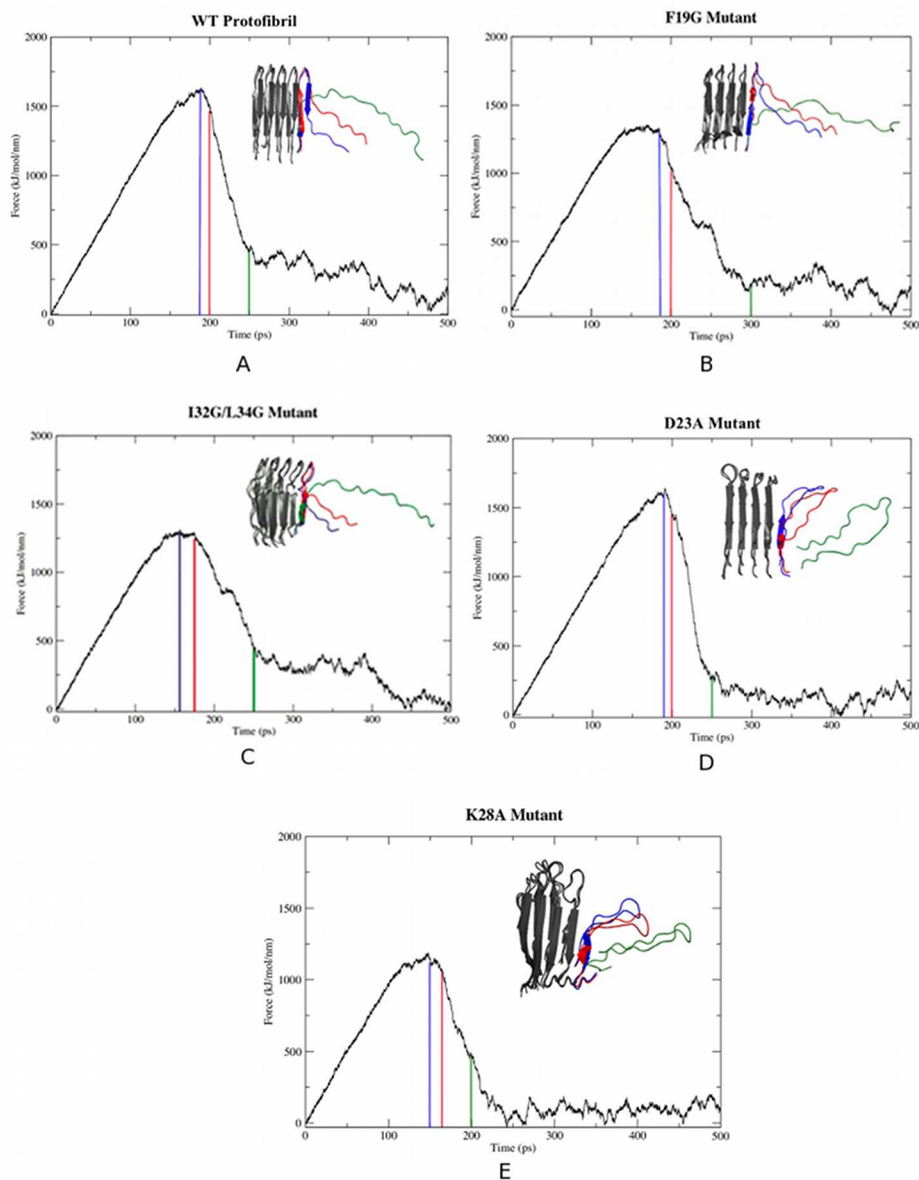 WT Protofibril
2000
1500
1000
500
0
Force (kJ/mol/nm)
0 100 200 300 400 500
Time (ps)
A
F19G Mutant
2000
1500
1000
500
0
Force (kJ/mol/nm)
0 100 200 300 400 500
Time (ps)
B
I32G/L34G Mutant
2000
1500
1000
500
0
Force (kJ/mol/nm)
0 100 200 300 400 500
Time (ps)
C
D23A Mutant
2000
1500
1000
500
0
Force (kJ/mol/nm)
0 100 200 300 400 500
Time (ps)
D
K28A Mutant
2000
1500
1000
500
0
Force (kJ/mol/nm)
0 100 200 300 400 500
Time (ps)
E